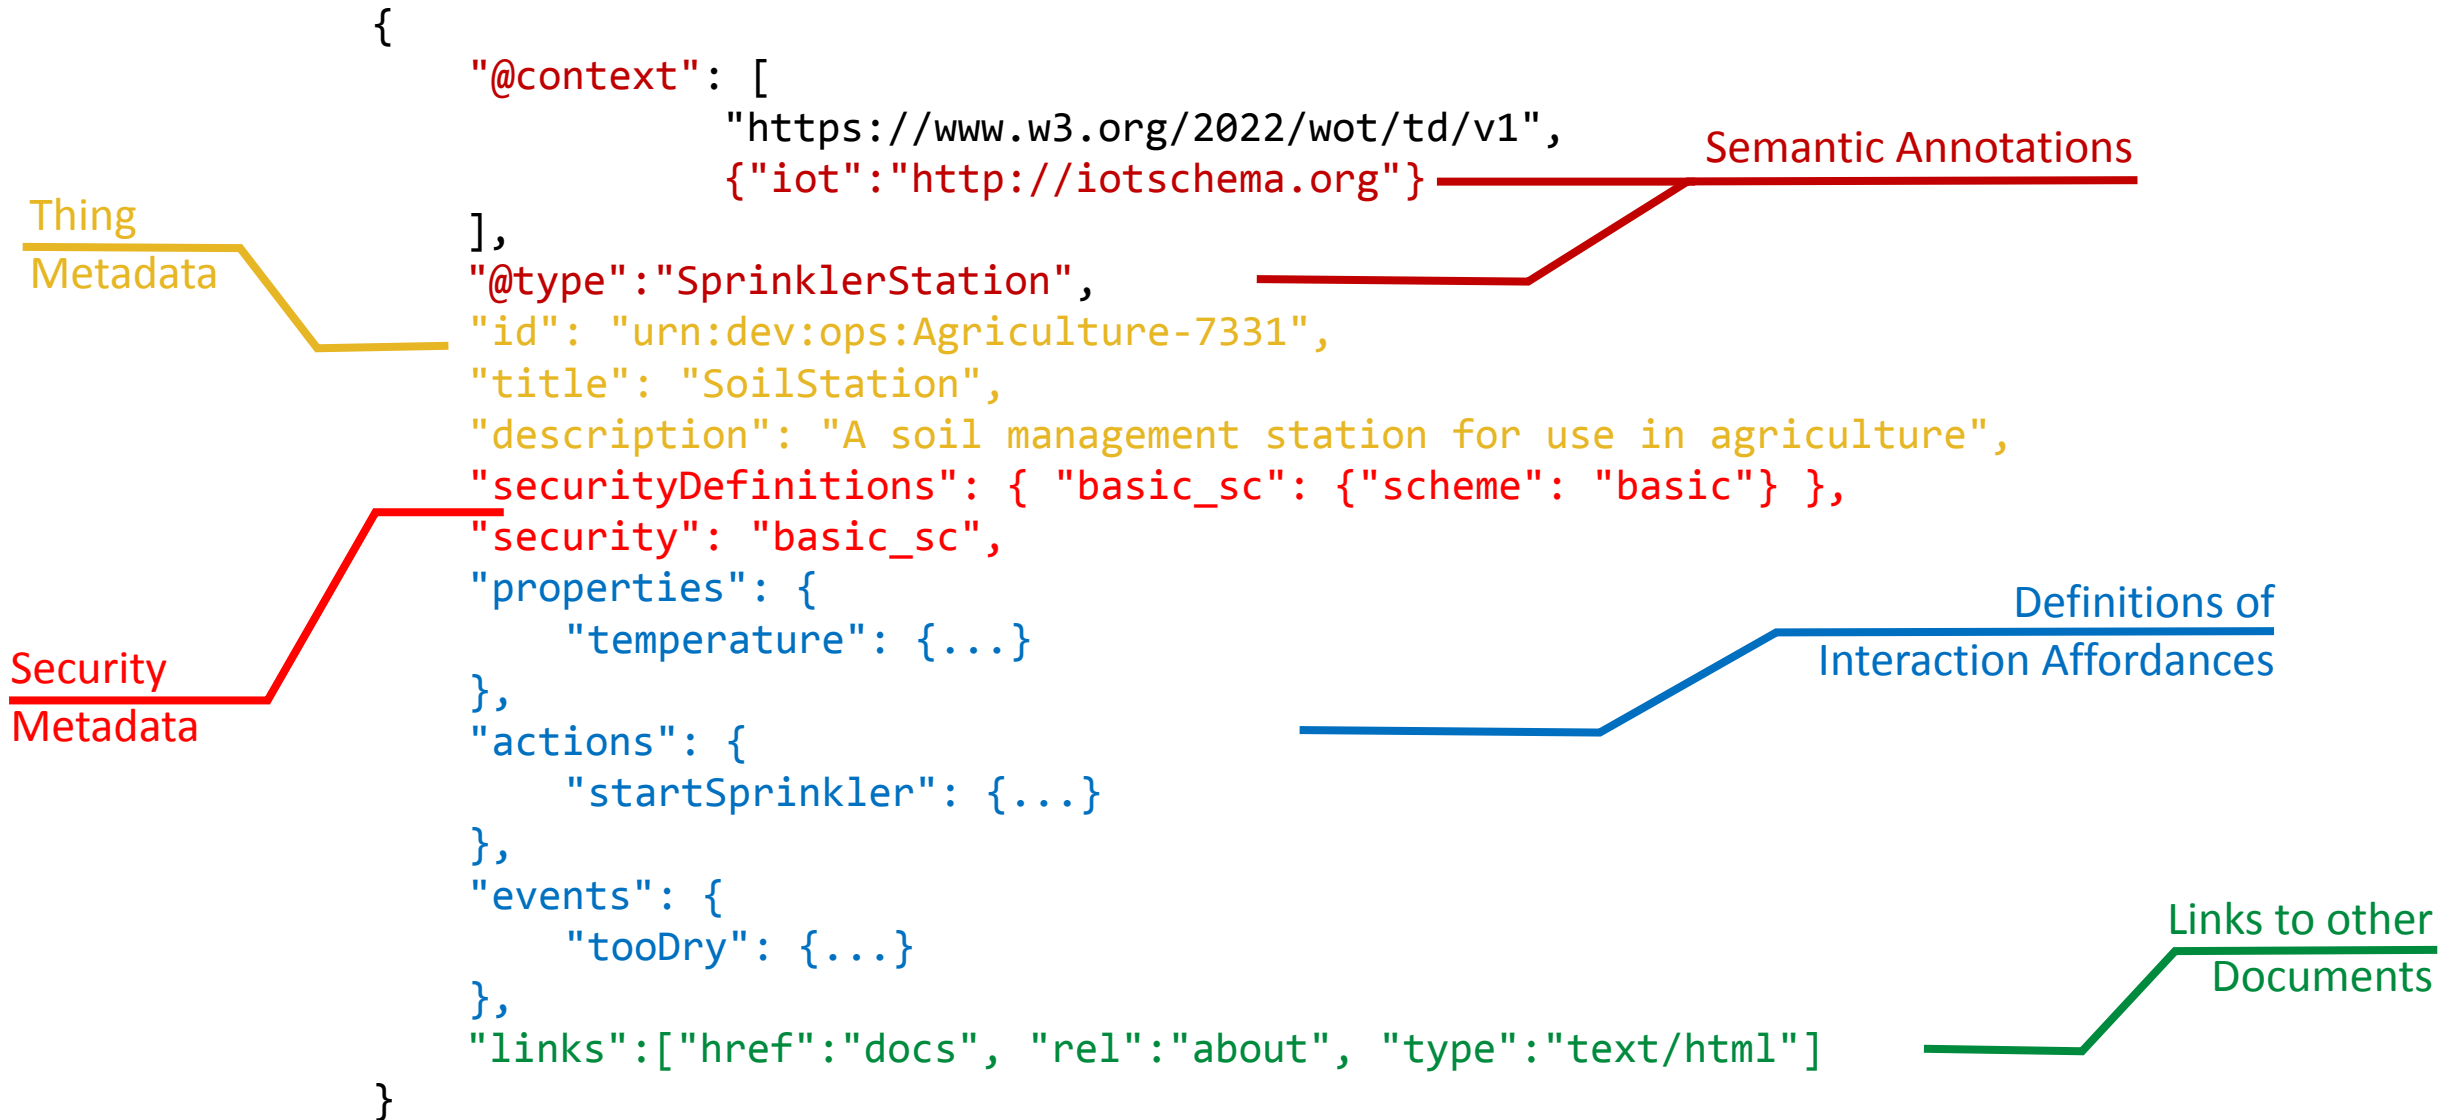 {
"@context": [
"https://www.w3.org/2022/wot/td/v1",
{"iot":"http://iotschema.org"}
],
"@type":"SprinklerStation",
"id": "urn:dev:ops:Agriculture-7331",
"title": "SoilStation",
"description": "A soil management station for use in agriculture",
"securityDefinitions": { "basic_sc": {"scheme": "basic"} },
"security": "basic_sc",
"properties": {
"temperature": {...}
},
"actions": {
"startSprinkler": {...}
},
"events": {
"tooDry": {...}
},
"links":["href":"docs", "rel":"about", "type":"text/html"]
}
Thing
Metadata
Security
Metadata
Semantic Annotations
Definitions of
Interaction Affordances
Links to other
Documents